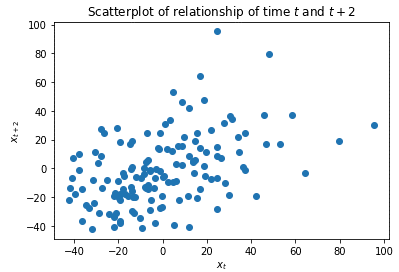 Scatterplot of relationship of time t and t + 2
100
80
60
40
20
0
−20
−40
x_{t+2}
−40 −20 0 20 40 60 80 100
x_t